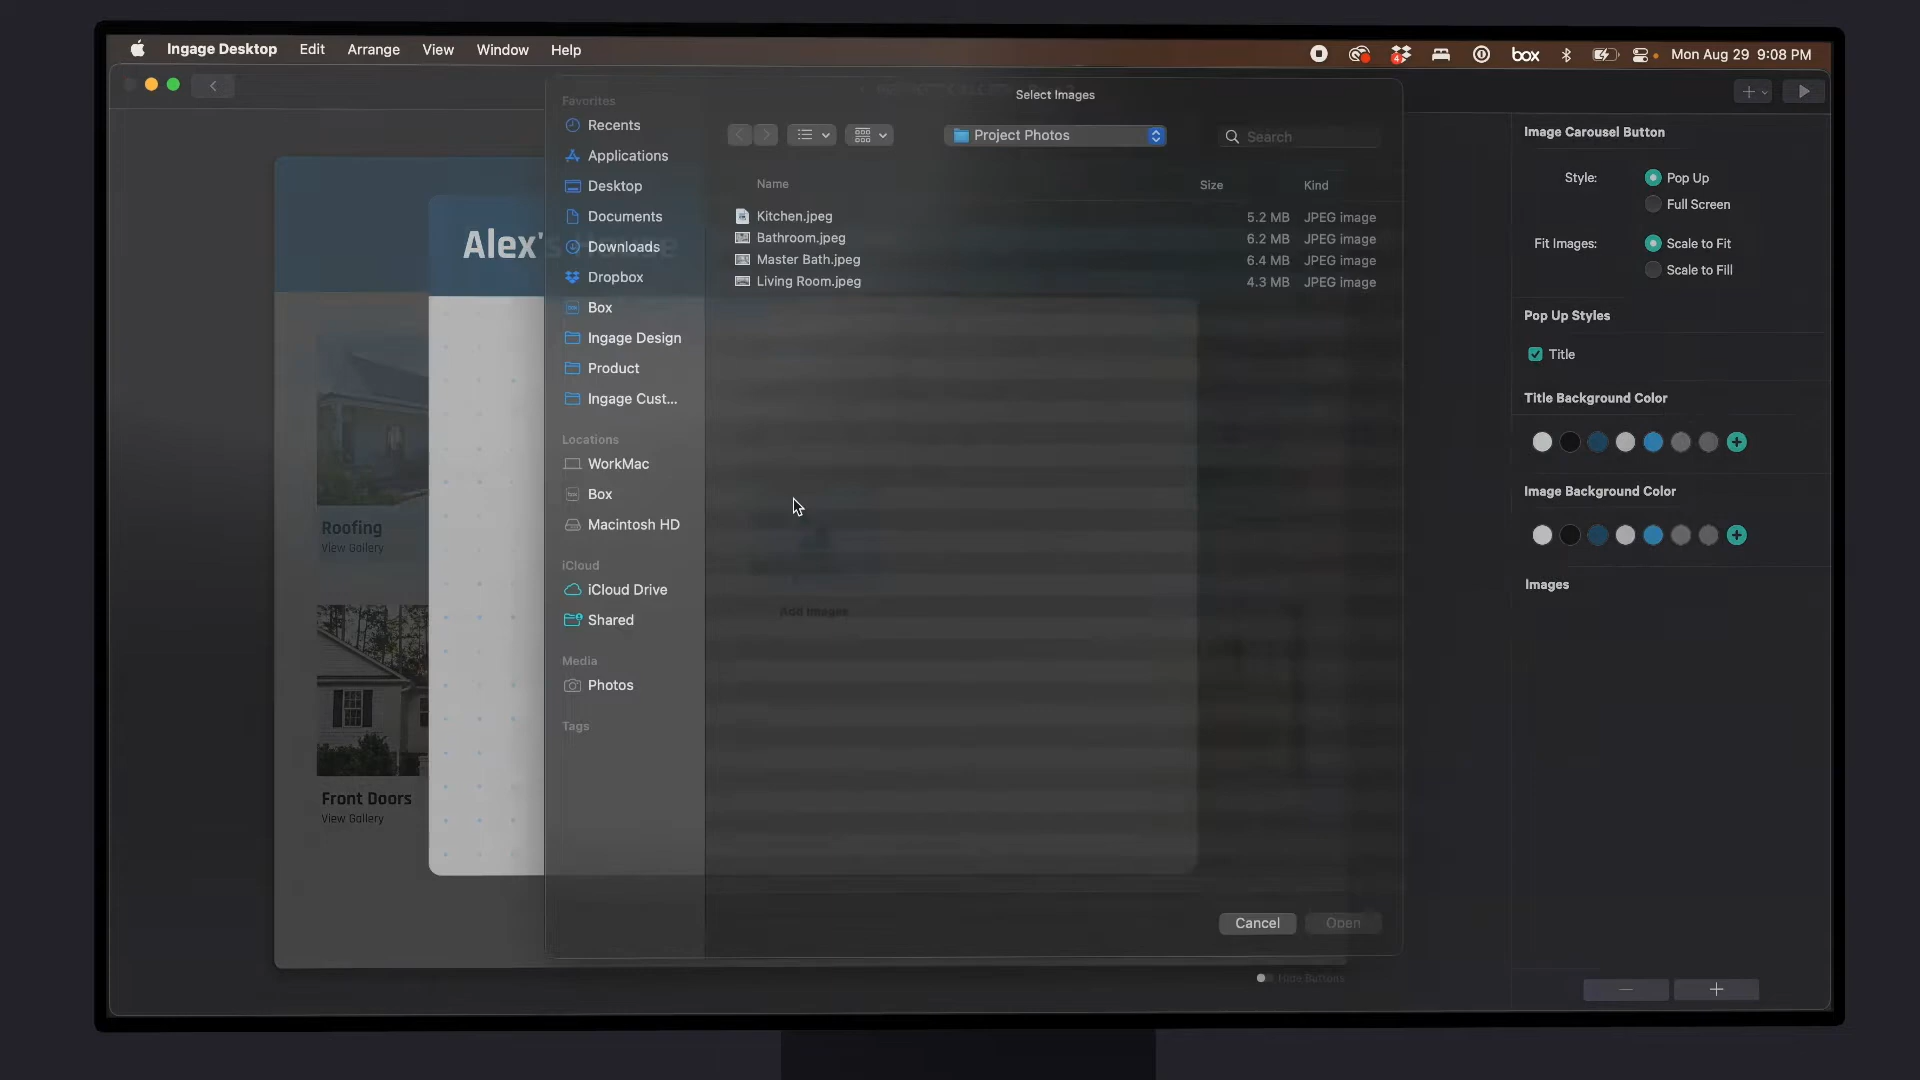 Ingage Desktop Edit Arrange View Window Help
4 box Mon Aug 29 9:08 PM
Favorites
Recents
Applications
Desktop
Documents
Downloads
Dropbox
Box
Ingage Design
Product
Ingage Cust...
Locations
WorkMac
Box
Macintosh HD
iCloud
iCloud Drive
Shared
Media
Photos
Tags
Select Images
Project Photos
Search
Name Size Kind
Kitchen.jpeg 5.2 MB JPEG image
Bathroom.jpeg 6.2 MB JPEG image
Master Bath.jpeg 6.4 MB JPEG image
Living Room.jpeg 4.3 MB JPEG image
Add Images
Cancel Open
Hide Buttons
Alex's House
Roofing
View Gallery
Front Doors
View Gallery
Image Carousel Button
Style: Pop Up
Full Screen
Fit Images: Scale to Fit
Scale to Fill
Pop Up Styles
Title
Title Background Color
Image Background Color
Images